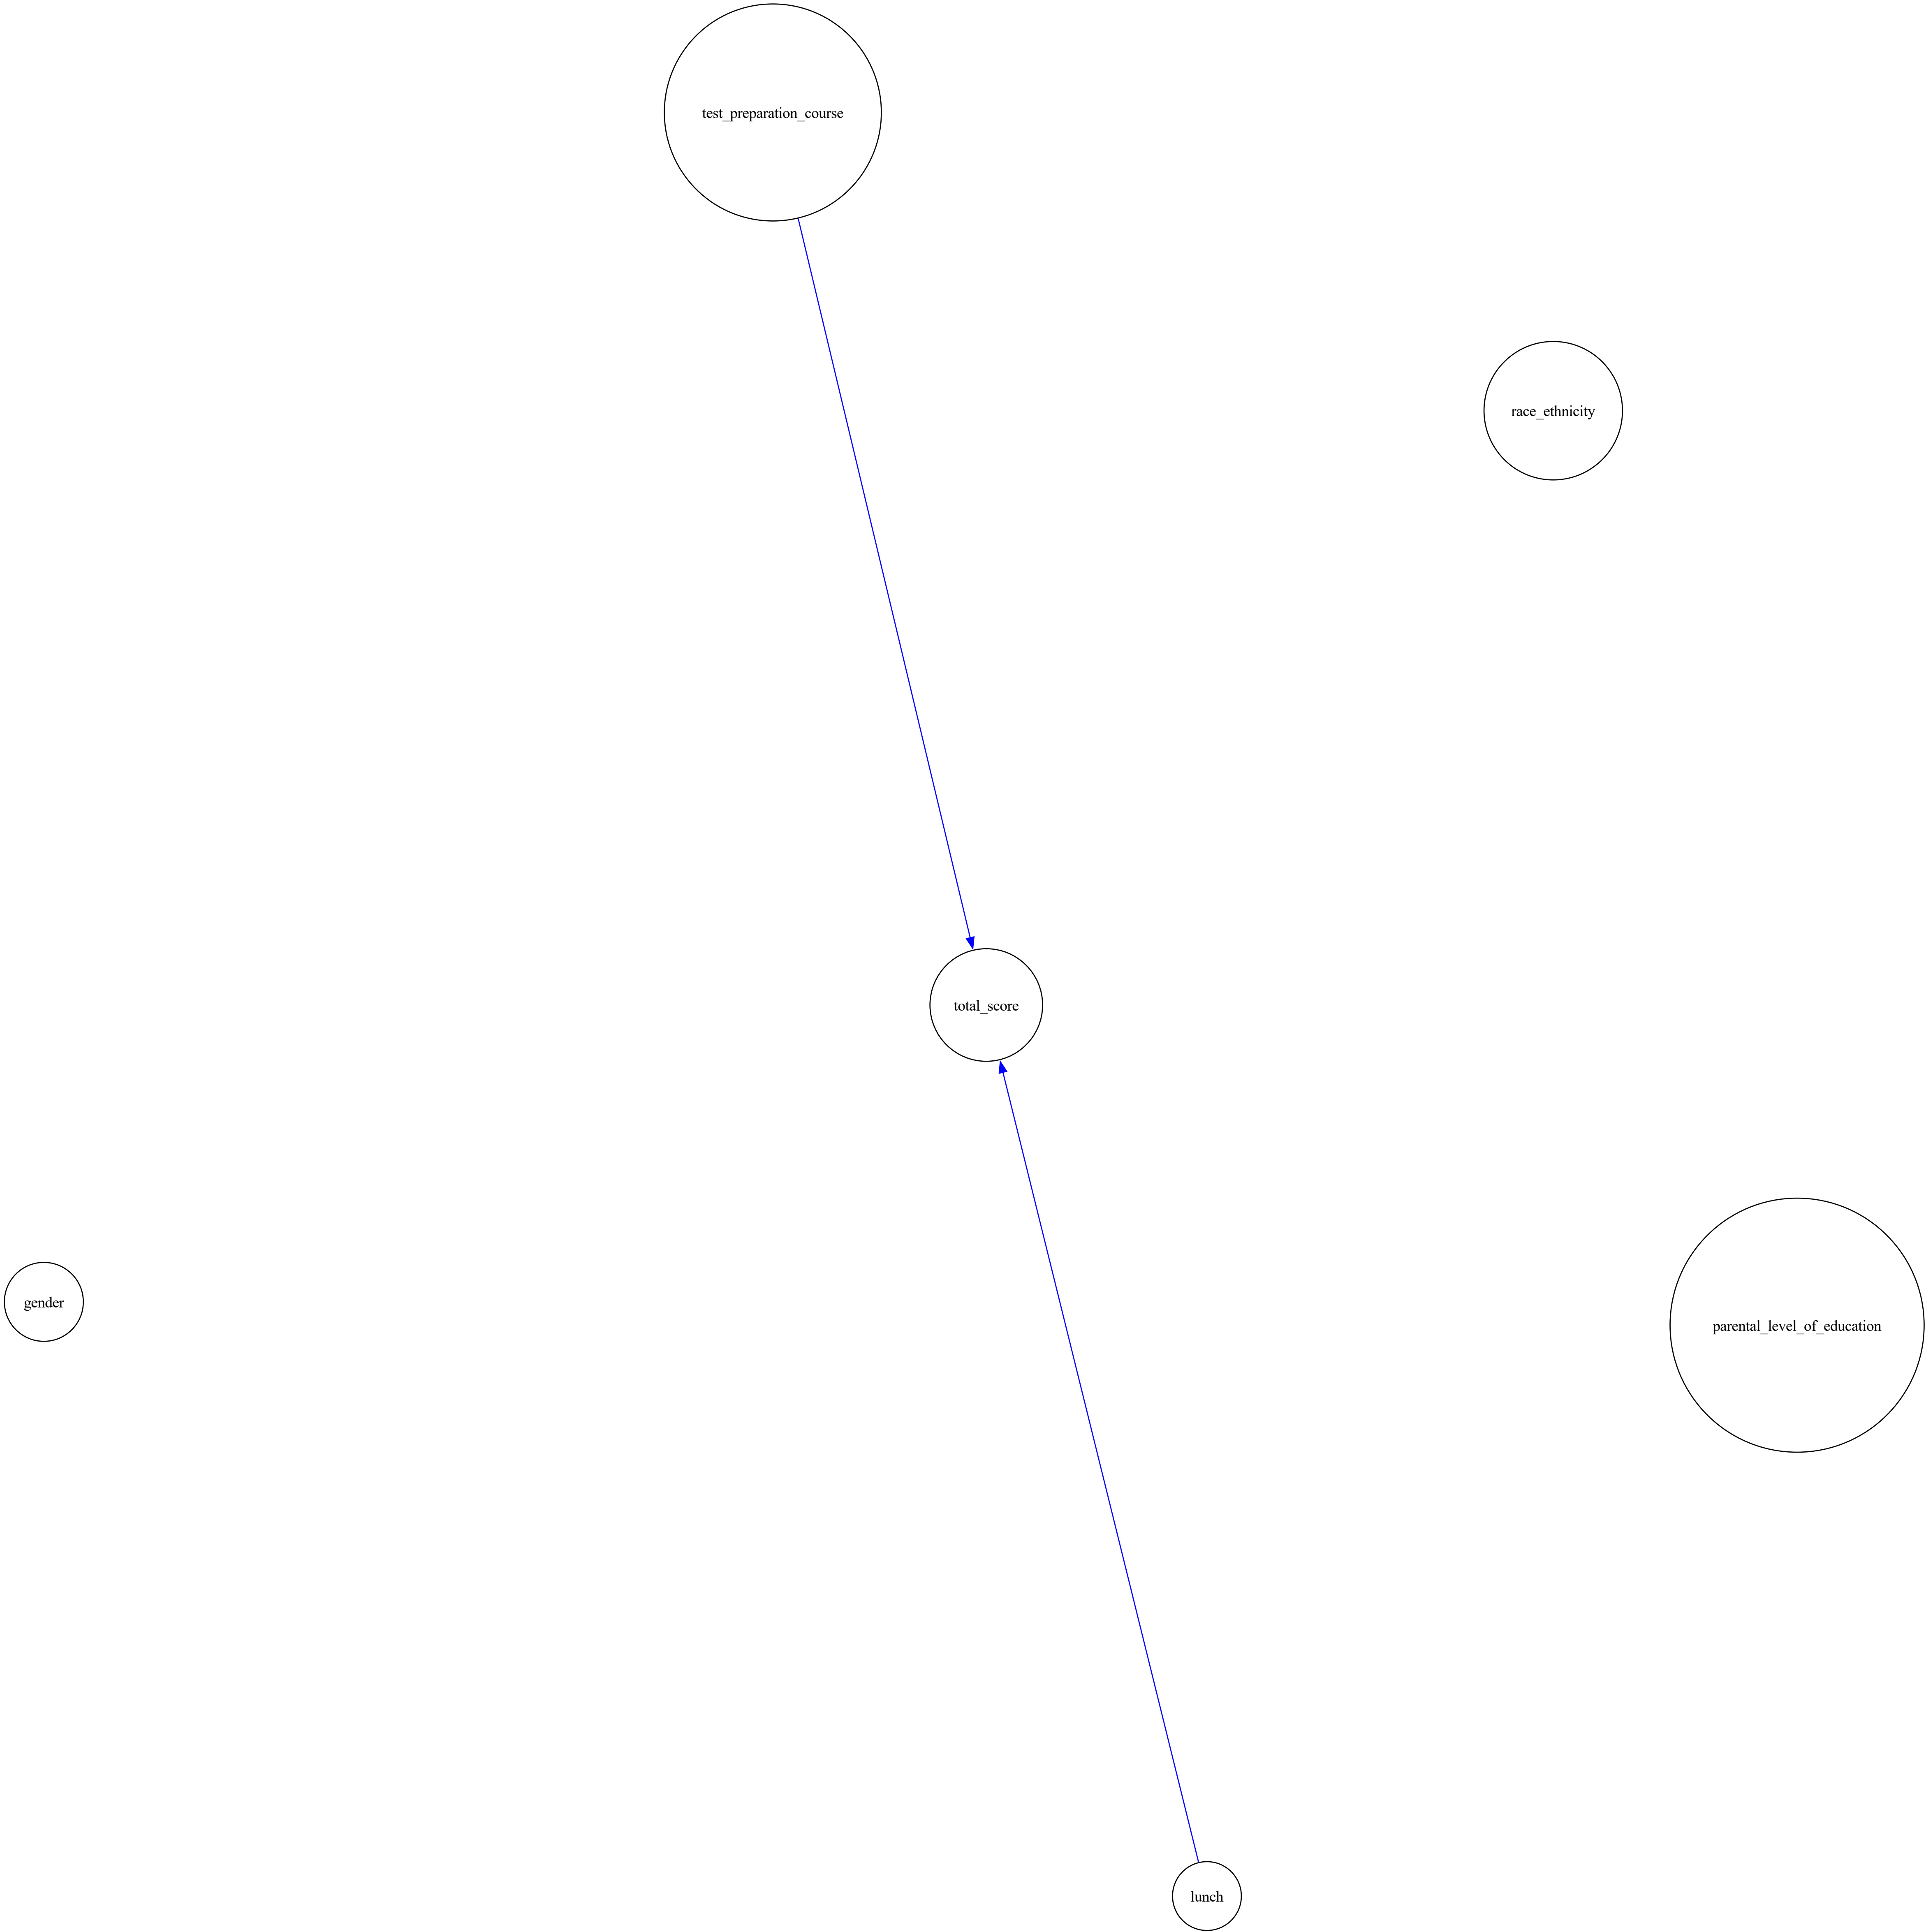 test_preparation_course
race_ethnicity
total_score
gender
parental_level_of_education
lunch